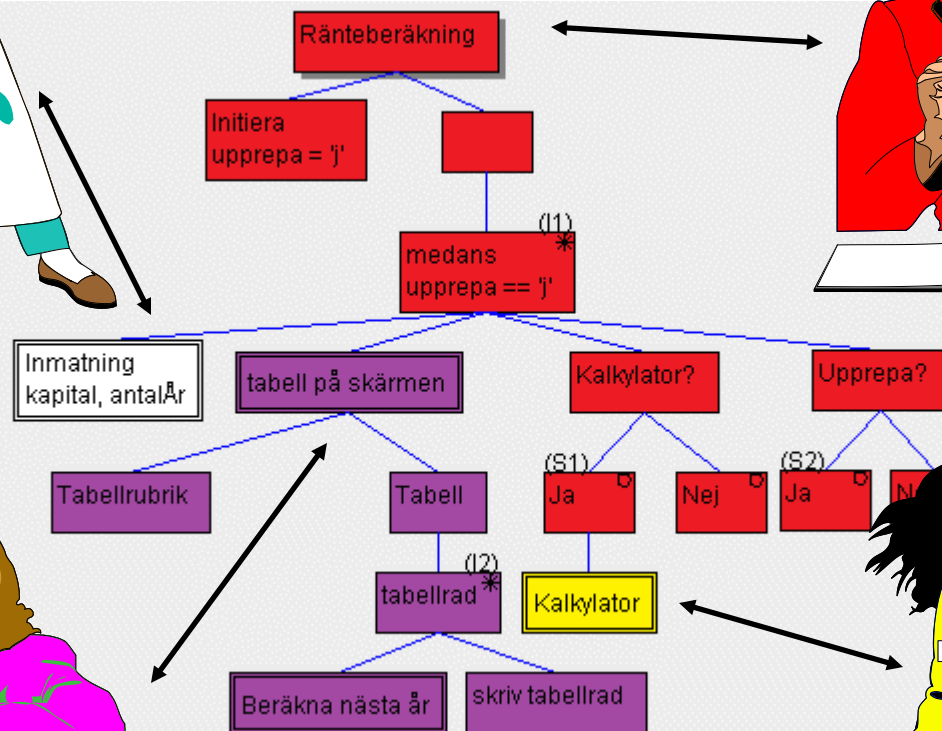 Ränteberäkning
Initiera
upprepa = 'j'
(I1)
*
medans
upprepa == 'j'
Inmatning
kapital, antalÅr
tabell på skärmen
Kalkylator?
Upprepa?
Tabellrubrik
Tabell
(S1)
Ja
Nej
(S2)
Ja
(I2)
*
tabellrad
Kalkylator
Beräkna nästa år
skriv tabellrad